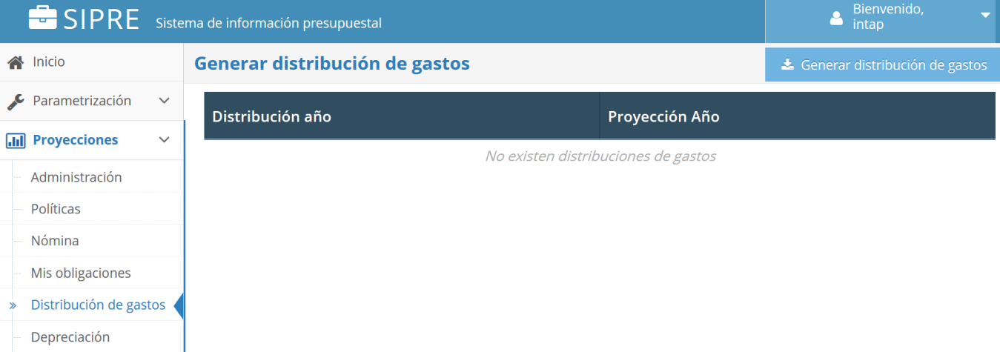 SIPRE Sistema de información presupuestal
Bienvenido,
intap
Inicio
Parametrización
Proyecciones
Administración
Políticas
Nómina
Mis obligaciones
Distribución de gastos
Depreciación
Generar distribución de gastos
Generar distribución de gastos
Distribución año Proyección Año
No existen distribuciones de gastos